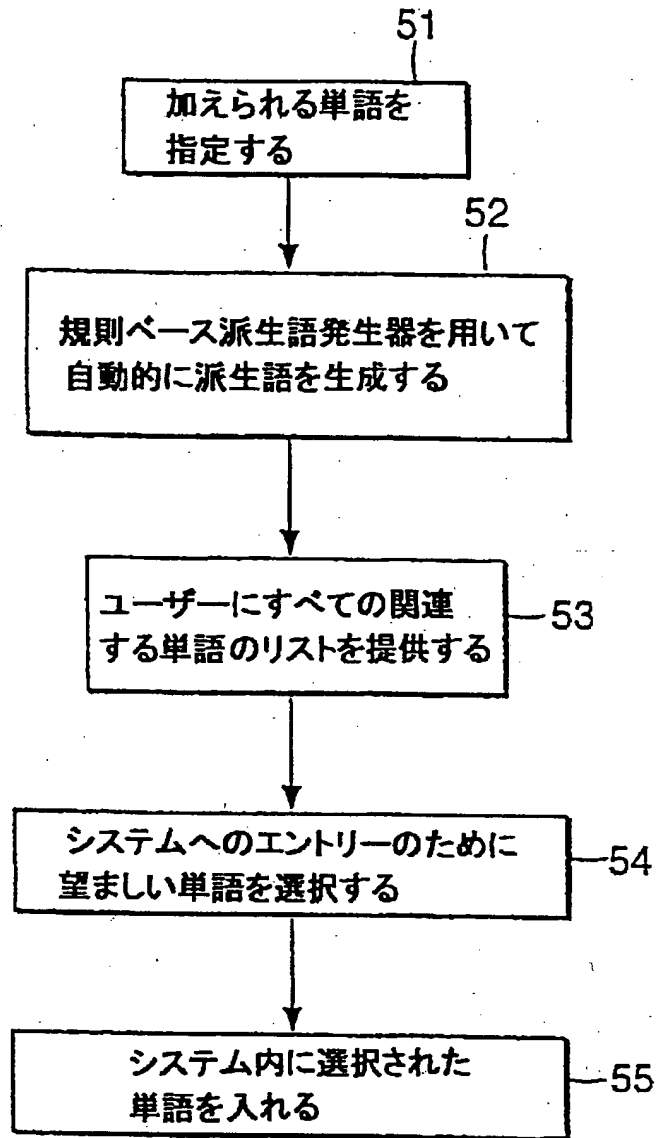 51
加えられる単語を
指定する
52
規則ベース派生語発生器を用いて
自動的に派生語を生成する
ユーザーにすべての関連
する単語のリストを提供する
53
システムへのエントリーのために
望ましい単語を選択する
54
システム内に選択された
単語を入れる
55